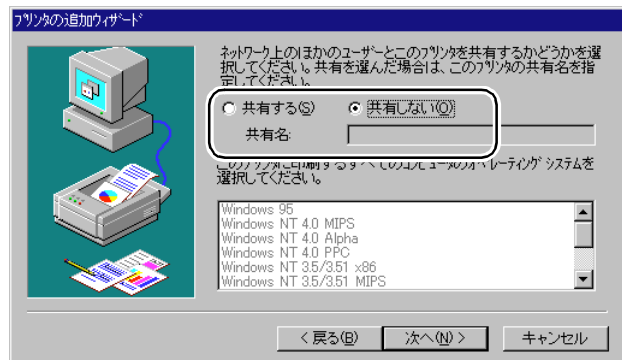 プリンタの追加ウィザード
ネットワーク上のほかのユーザーとこのプリンタを共有するかどうかを選
択してください。共有を選んだ場合は、このプリンタの共有名を指
定してください。
共有する(S) 共有しない(O)
共有名:
このプリンタに印刷するすべてのコンピュータのオペレーティング システムを
選択してください。
Windows 95
Windows NT 4.0 MIPS
Windows NT 4.0 Alpha
Windows NT 4.0 PPC
Windows NT 3.5/3.51 x86
Windows NT 3.5/3.51 MIPS
< 戻る(B) 次へ(N) > キャンセル